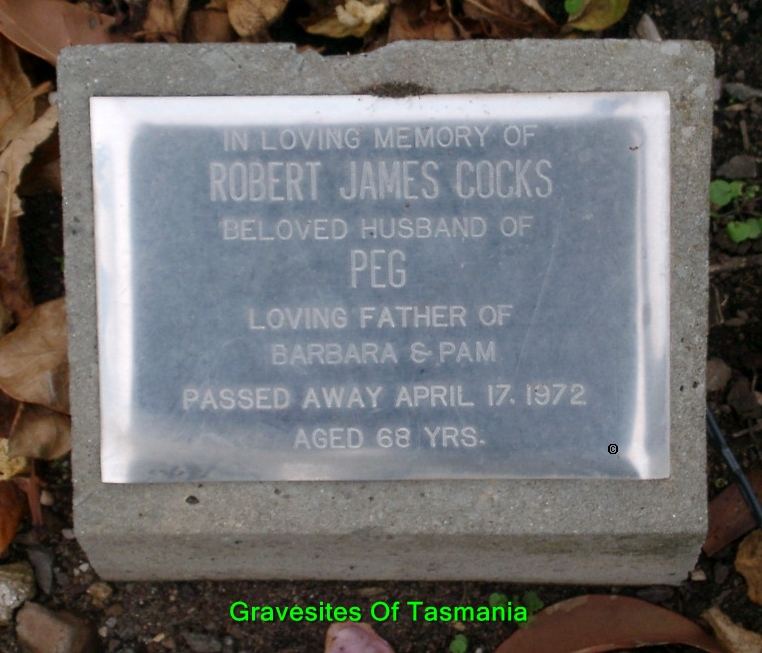 IN LOVING MEMORY OF
ROBERT JAMES COCKS
BELOVED HUSBAND OF
PEG
LOVING FATHER OF
BARBARA & PAM
PASSED AWAY APRIL 17. 1972
AGED 68 YRS.
©
Gravesites Of Tasmania